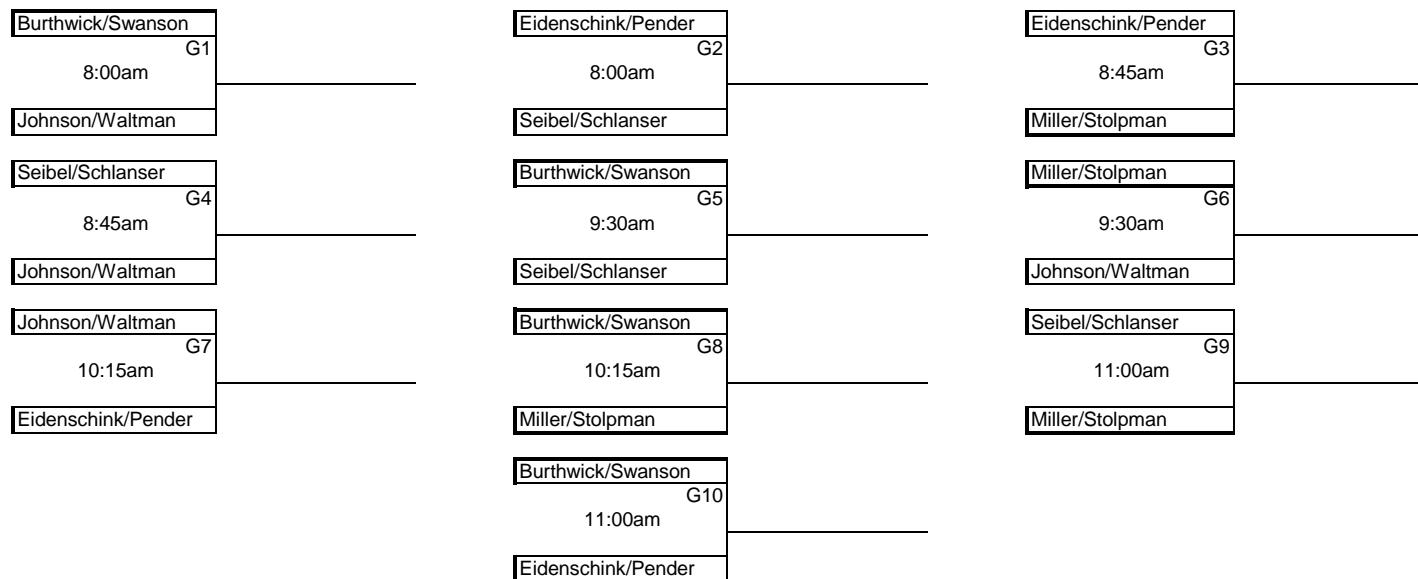 Burthwick/Swanson
G1
8:00am
Johnson/Waltman
Eidenschink/Pender
G2
8:00am
Seibel/Schlanser
Eidenschink/Pender
G3
8:45am
Miller/Stolpman
Seibel/Schlanser
G4
8:45am
Johnson/Waltman
Burthwick/Swanson
G5
9:30am
Seibel/Schlanser
Miller/Stolpman
G6
9:30am
Johnson/Waltman
Johnson/Waltman
G7
10:15am
Eidenschink/Pender
Burthwick/Swanson
G8
10:15am
Miller/Stolpman
Seibel/Schlanser
G9
11:00am
Miller/Stolpman
Burthwick/Swanson
G10
11:00am
Eidenschink/Pender